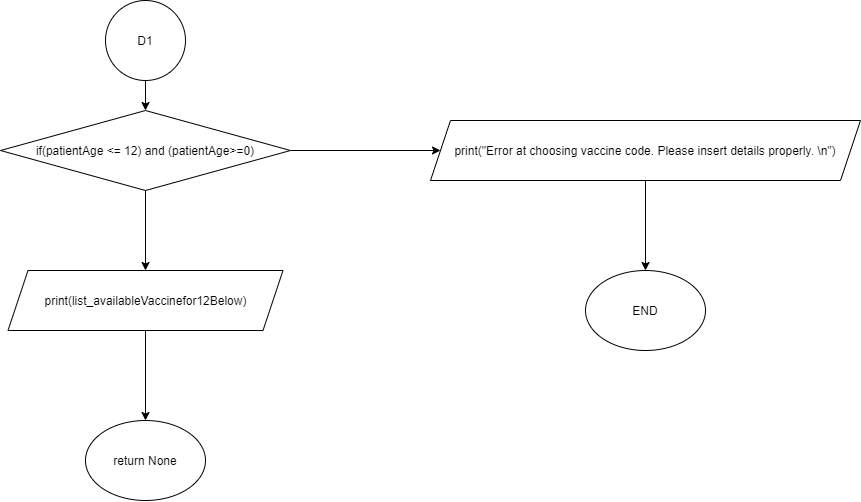 D1
if(patientAge <= 12) and (patientAge>=0)
print("Error at choosing vaccine code. Please insert details properly. \n")
print(list_availableVaccinefor12Below)
END
return None